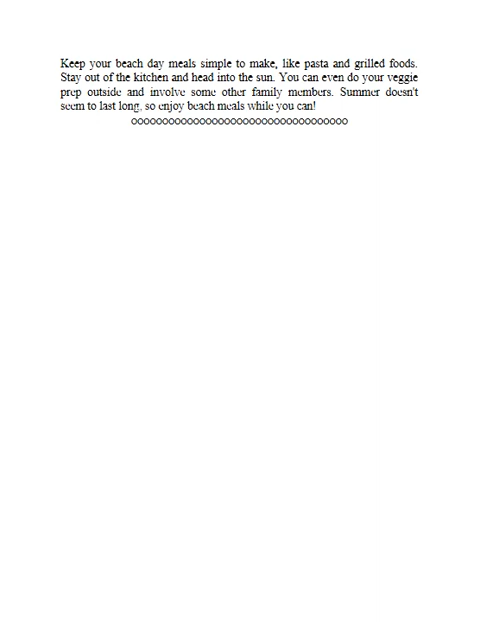 Keep your beach day meals simple to make, like pasta and grilled foods.
Stay out of the kitchen and head into the sun. You can even do your veggie
prep outside and involve some other family members. Summer doesn't
seem to last long, so enjoy beach meals while you can!
ooooooooooooooooooooooooooooooooooo